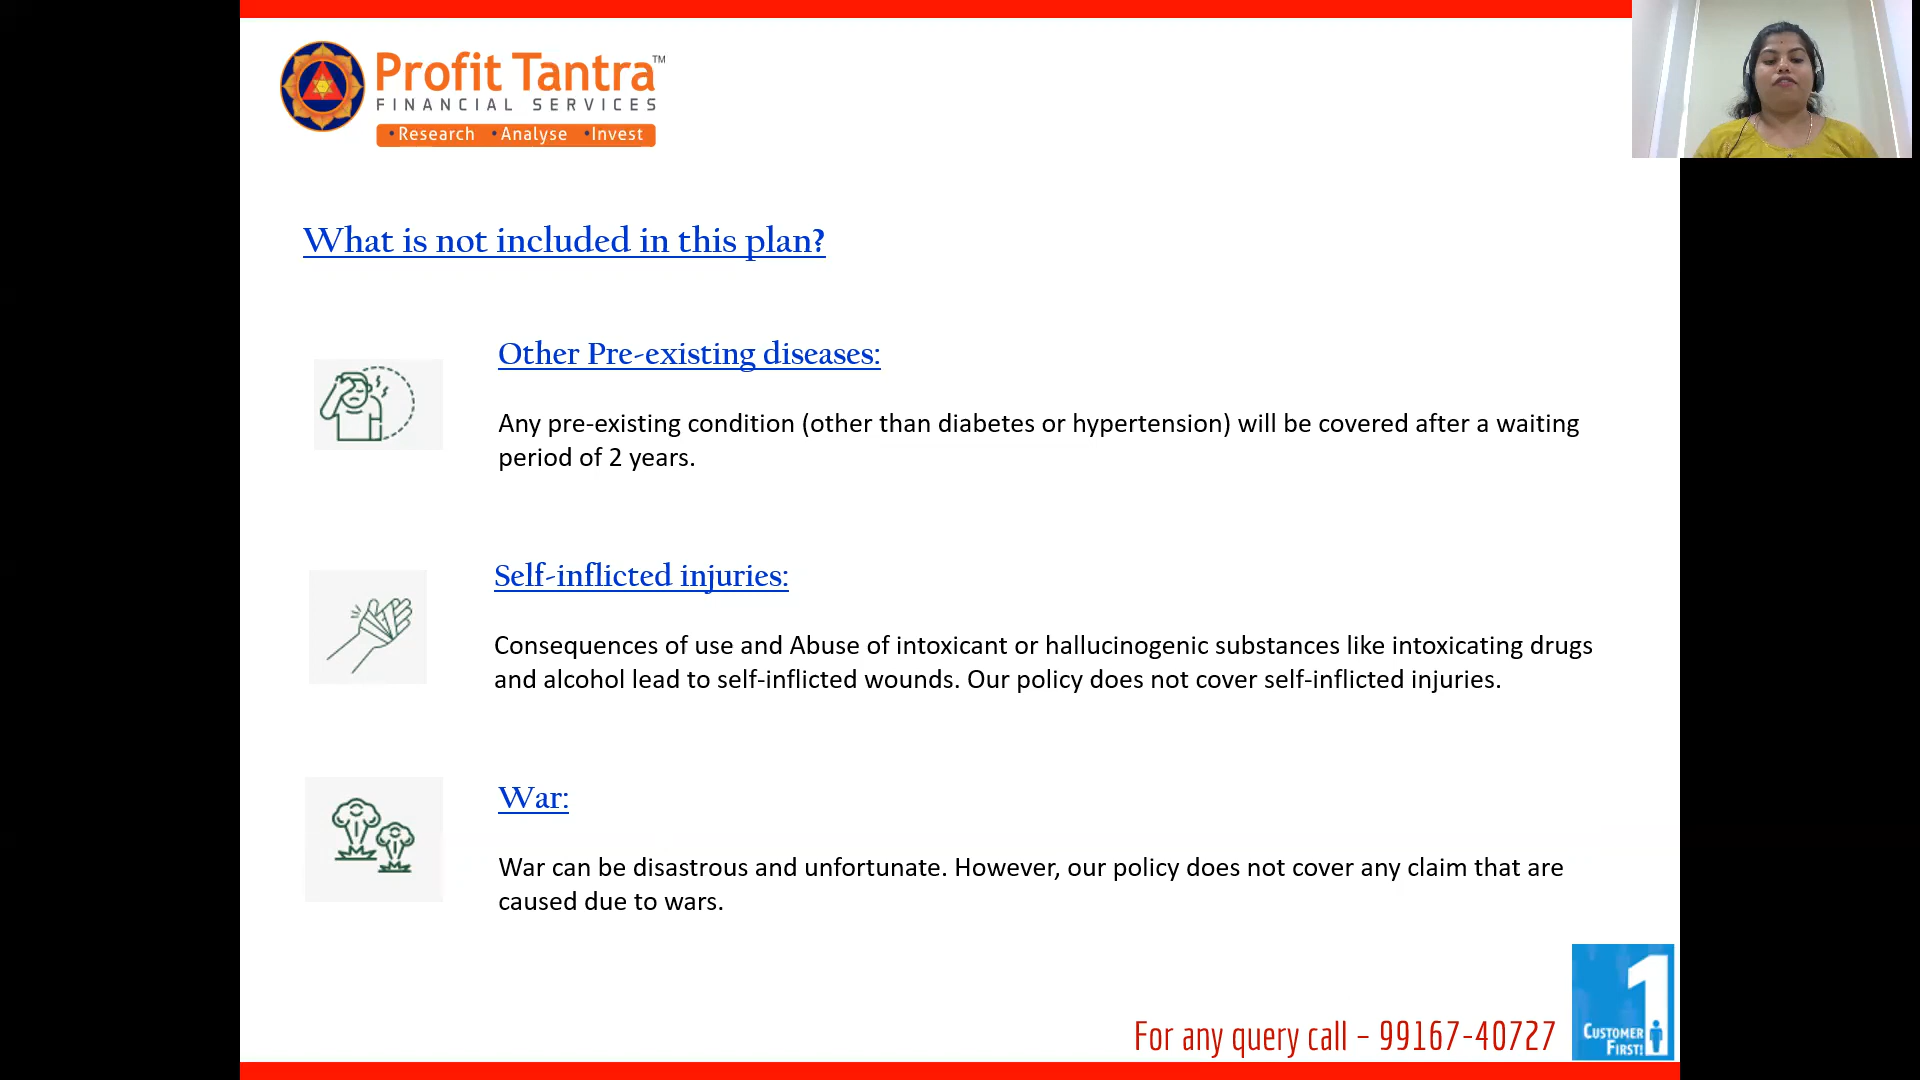 Profit Tantra™
FINANCIAL SERVICES
•Research •Analyse •Invest
What is not included in this plan?
Other Pre-existing diseases:
Any pre-existing condition (other than diabetes or hypertension) will be covered after a waiting
period of 2 years.
Self-inflicted injuries:
Consequences of use and Abuse of intoxicant or hallucinogenic substances like intoxicating drugs
and alcohol lead to self-inflicted wounds. Our policy does not cover self-inflicted injuries.
War:
War can be disastrous and unfortunate. However, our policy does not cover any claim that are
caused due to wars.
For any query call – 99167-40727
1
CUSTOMER
FIRST!